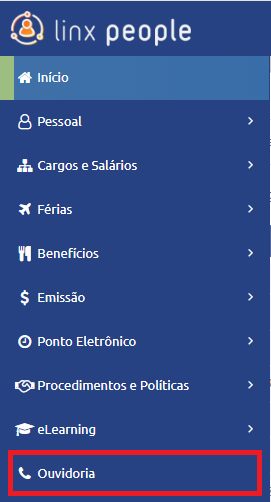 linx people
Início
Pessoal
Cargos e Salários
Férias
Benefícios
Emissão
Ponto Eletrônico
Procedimentos e Políticas
eLearning
Ouvidoria